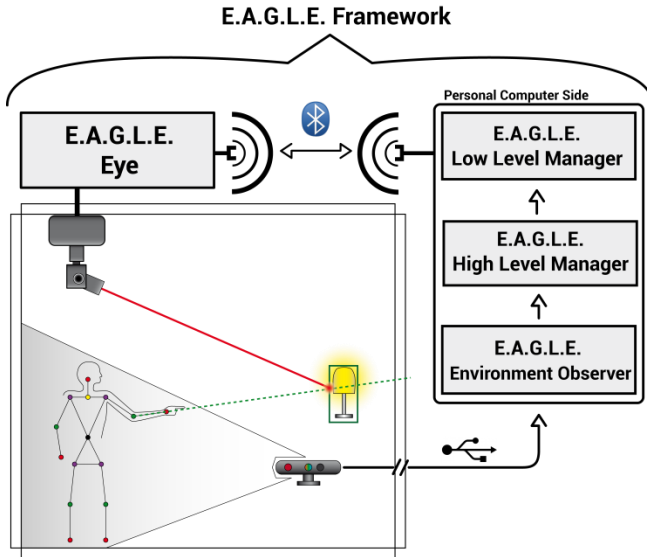 E.A.G.L.E. Framework
Personal Computer Side
E.A.G.L.E.
Eye
E.A.G.L.E.
Low Level Manager
E.A.G.L.E.
High Level Manager
E.A.G.L.E.
Environment Observer